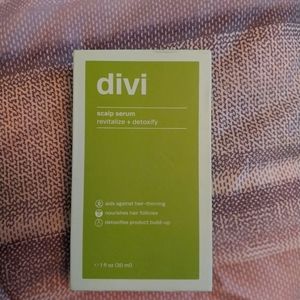 divi
scalp serum
revitalize + detoxify
aids against hair-thinning
nourishes hair follicles
detoxifies product build-up
℮ 1 fl oz (30 ml)